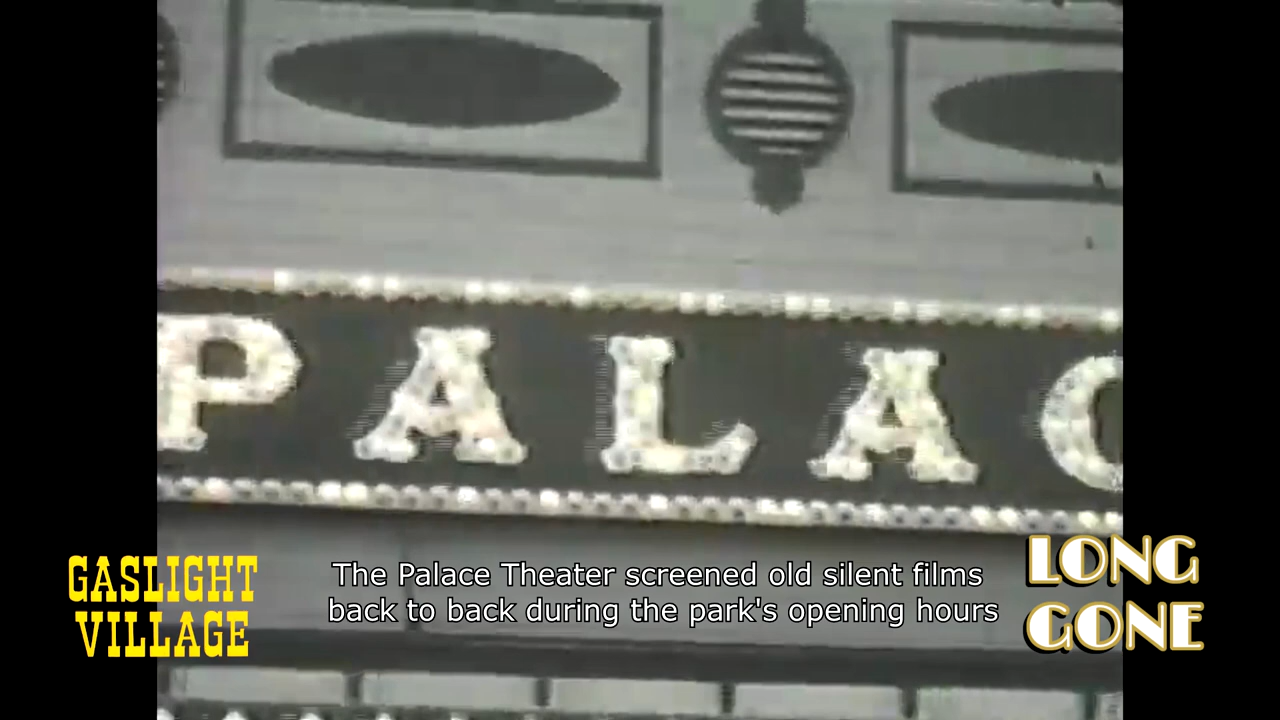 PALAC
GASLIGHT
VILLAGE
The Palace Theater screened old silent films
back to back during the park's opening hours
LONG
GONE